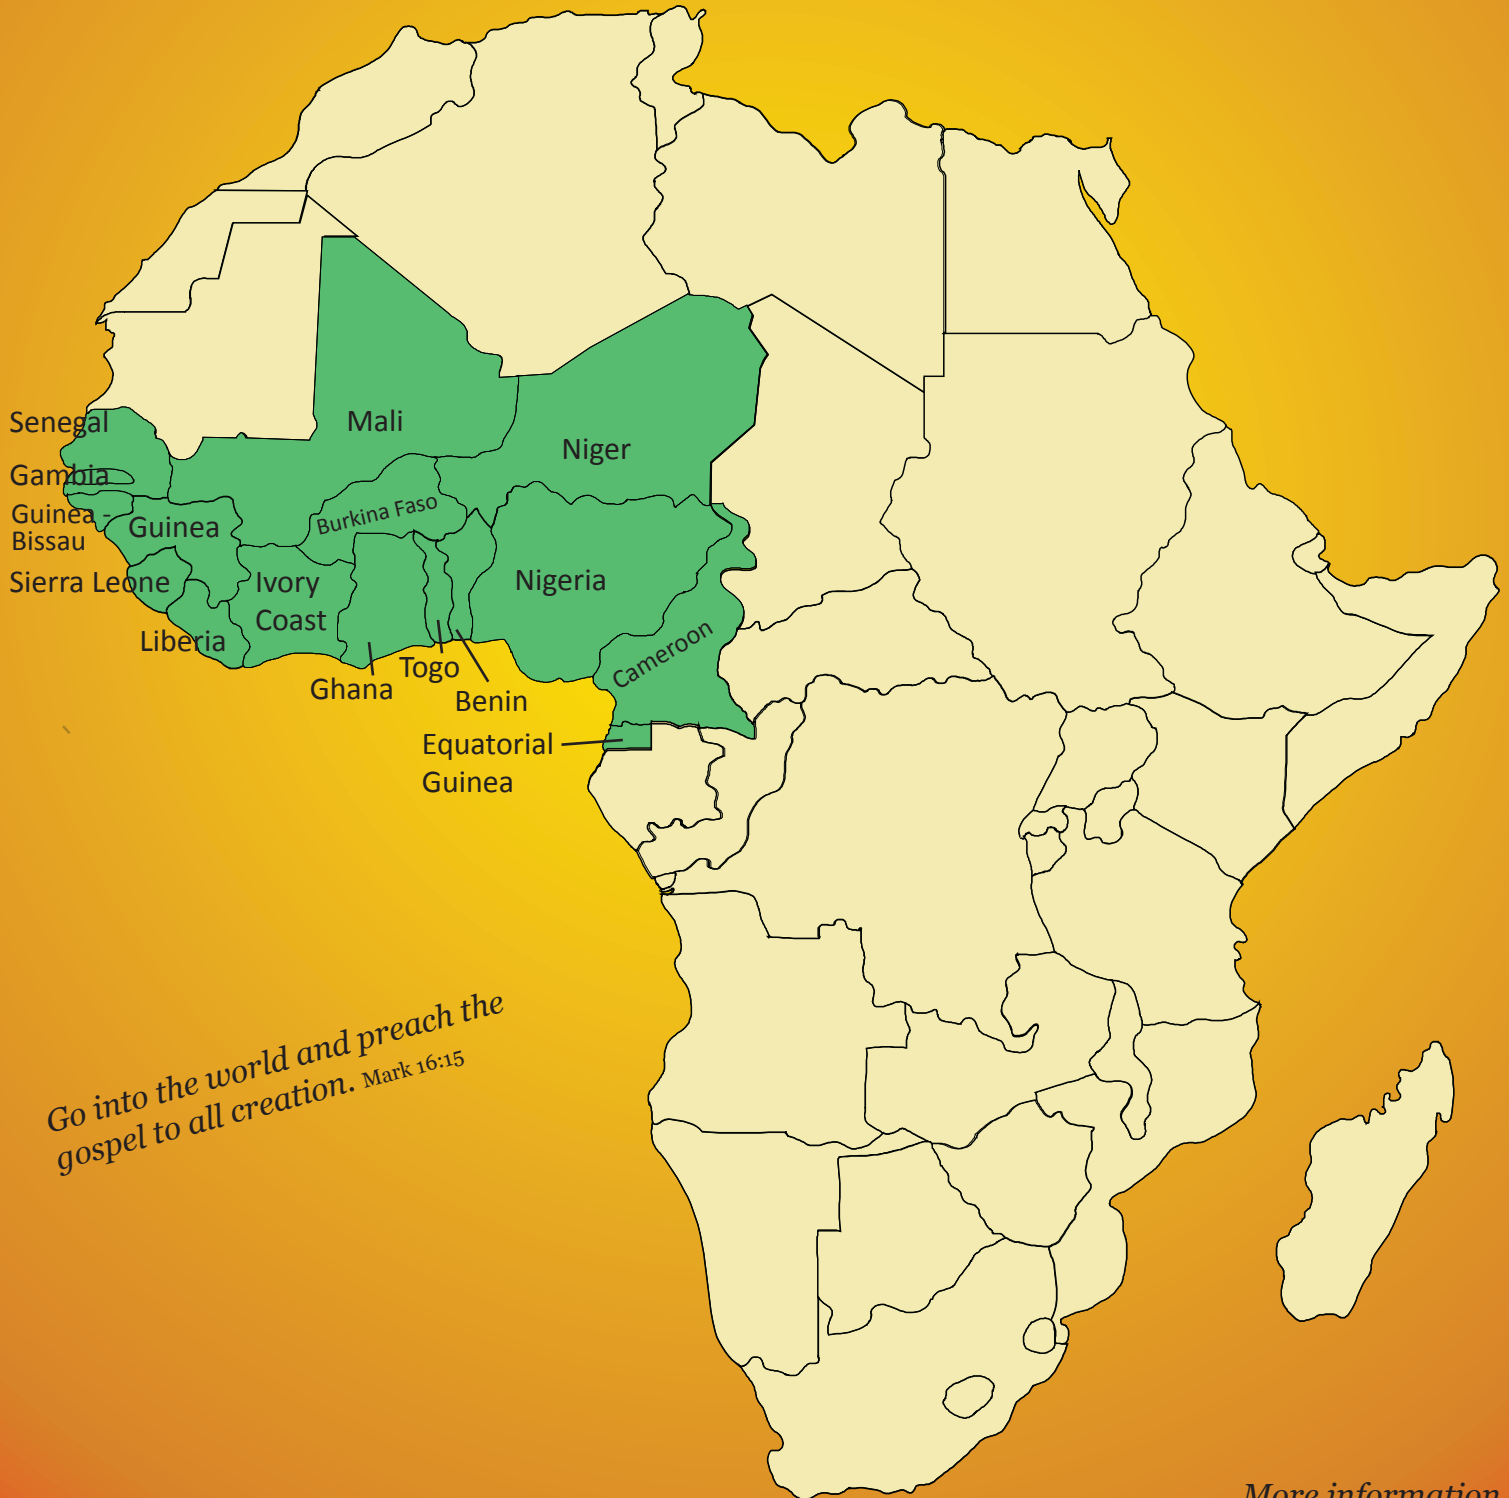 Senegal
Mali
Niger
Gambia
Burkina Faso
Guinea -
Bissau
Guinea
Sierra Leone
Ivory
Coast
Nigeria
Liberia
Cameroon
Togo
Ghana
Benin
Equatorial
Guinea
Go into the world and preach the
gospel to all creation. Mark 16:15
More information